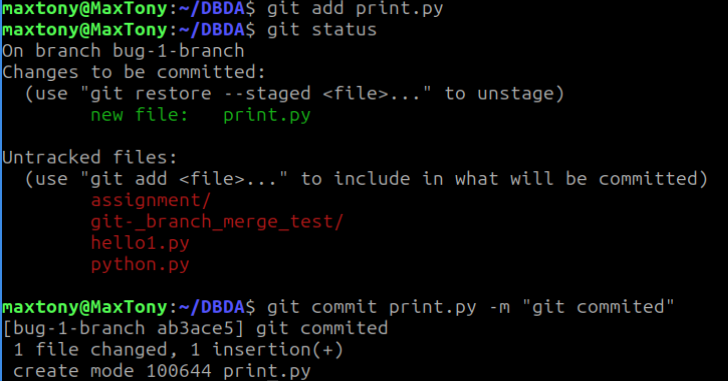 maxtony@MaxTony:~/DBDA$ git add print.py
maxtony@MaxTony:~/DBDA$ git status
On branch bug-1-branch
Changes to be committed:
  (use "git restore --staged <file>..." to unstage)
        new file:   print.py

Untracked files:
  (use "git add <file>..." to include in what will be committed)
        assignment/
        git-_branch_merge_test/
        hello1.py
        python.py

maxtony@MaxTony:~/DBDA$ git commit print.py -m "git commited"
[bug-1-branch ab3ace5] git commited
 1 file changed, 1 insertion(+)
 create mode 100644 print.py